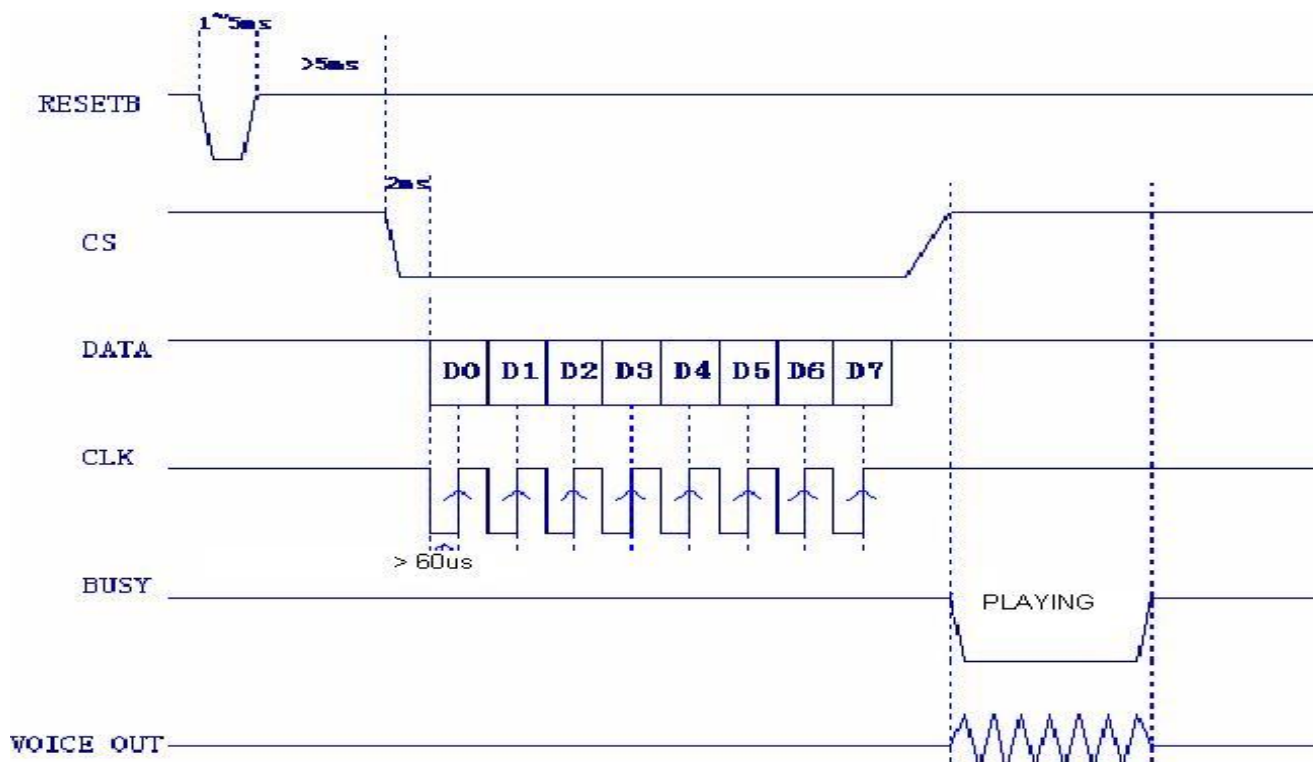 1~5ms
>5ms
RESETB
2ms
CS
DATA
D0 D1 D2 D3 D4 D5 D6 D7
CLK
> 60us
BUSY
PLAYING
VOICE OUT